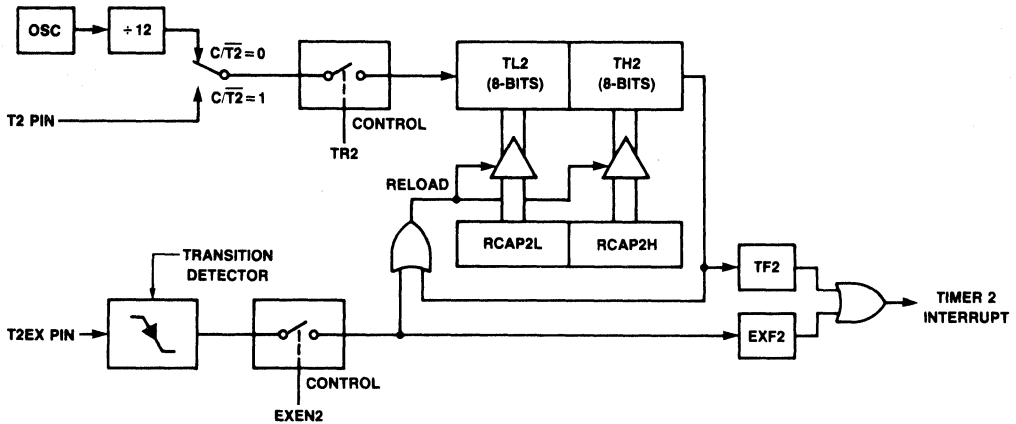 OSC
÷ 12
C/T2̅ = 0
C/T2̅ = 1
T2 PIN
CONTROL
TR2
TL2
(8-BITS)
TH2
(8-BITS)
RELOAD
RCAP2L
RCAP2H
TRANSITION
DETECTOR
T2EX PIN
CONTROL
EXEN2
TF2
EXF2
TIMER 2
INTERRUPT